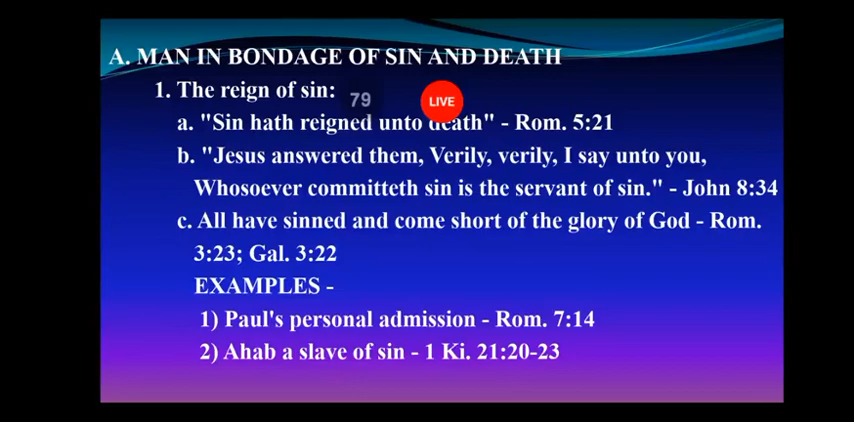 A. MAN IN BONDAGE OF SIN AND DEATH
1. The reign of sin:
79
LIVE
a. "Sin hath reigned unto death" - Rom. 5:21
b. "Jesus answered them, Verily, verily, I say unto you,
Whosoever committeth sin is the servant of sin." - John 8:34
c. All have sinned and come short of the glory of God - Rom.
3:23; Gal. 3:22
EXAMPLES -
1) Paul's personal admission - Rom. 7:14
2) Ahab a slave of sin - 1 Ki. 21:20-23